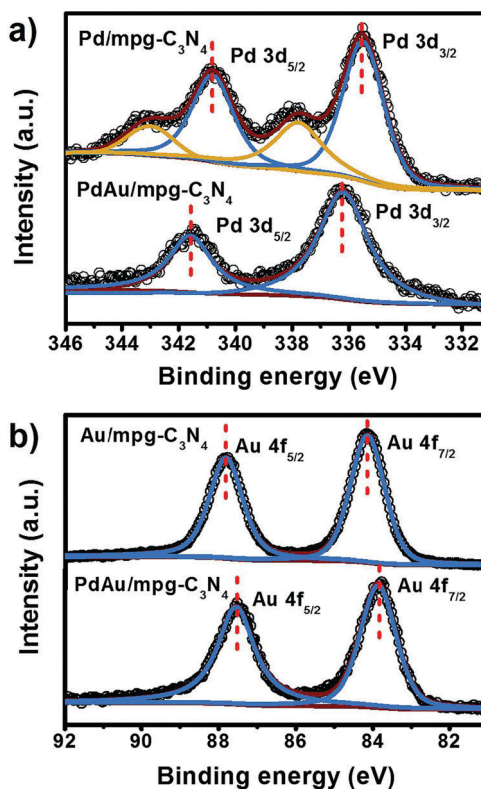 a)
Pd/mpg-C₃N₄
Pd 3d₅/₂
Pd 3d₃/₂
PdAu/mpg-C₃N₄
Pd 3d₅/₂
Pd 3d₃/₂
Intensity (a.u.)
346 344 342 340 338 336 334 332
Binding energy (eV)
b)
Au/mpg-C₃N₄
Au 4f₅/₂
Au 4f₇/₂
PdAu/mpg-C₃N₄
Au 4f₅/₂
Au 4f₇/₂
Intensity (a.u.)
92 90 88 86 84 82
Binding energy (eV)